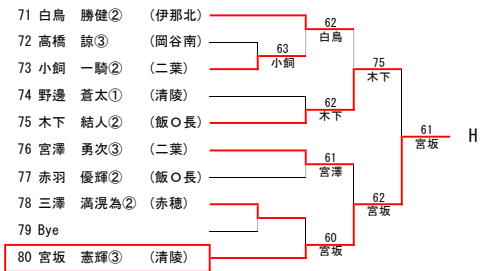 71 白鳥 勝健② (伊那北)
72 高橋 諒③ (岡谷南)
73 小飼 一騎② (二葉)
74 野邊 蒼太① (清陵)
75 木下 結人② (飯O長)
76 宮澤 勇次③ (二葉)
77 赤羽 優輝② (飯O長)
78 三澤 満滉為② (赤穂)
79 Bye
80 宮坂 憲輝③ (清陵)
62
白鳥
63
小飼
75
木下
62
木下
61
宮坂
H
61
宮澤
62
宮坂
60
宮坂